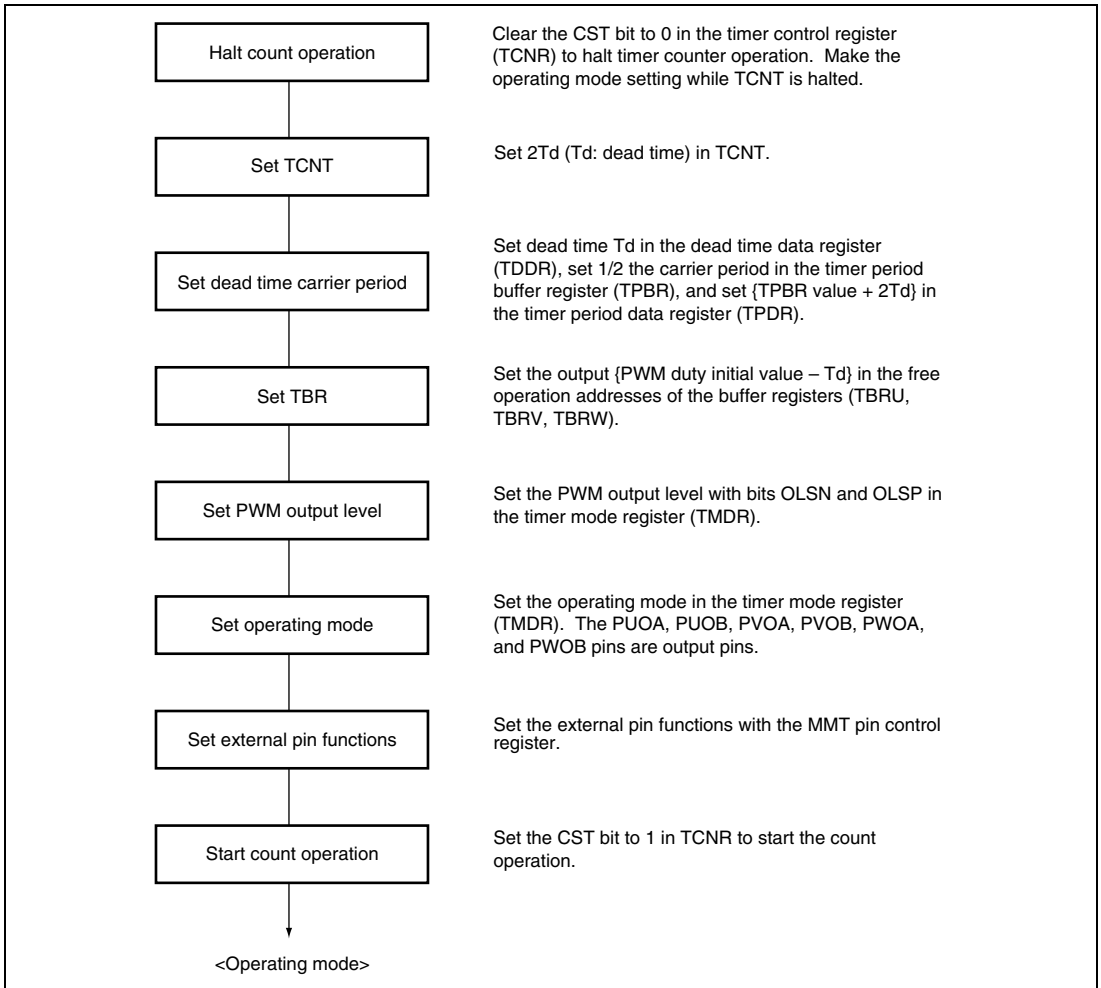 Halt count operation
Clear the CST bit to 0 in the timer control register
(TCNR) to halt timer counter operation.  Make the
operating mode setting while TCNT is halted.
Set TCNT
Set 2Td (Td: dead time) in TCNT.
Set dead time carrier period
Set dead time Td in the dead time data register
(TDDR), set 1/2 the carrier period in the timer period
buffer register (TPBR), and set {TPBR value + 2Td} in
the timer period data register (TPDR).
Set TBR
Set the output {PWM duty initial value – Td} in the free
operation addresses of the buffer registers (TBRU,
TBRV, TBRW).
Set PWM output level
Set the PWM output level with bits OLSN and OLSP in
the timer mode register (TMDR).
Set operating mode
Set the operating mode in the timer mode register
(TMDR).  The PUOA, PUOB, PVOA, PVOB, PWOA,
and PWOB pins are output pins.
Set external pin functions
Set the external pin functions with the MMT pin control
register.
Start count operation
Set the CST bit to 1 in TCNR to start the count
operation.
<Operating mode>